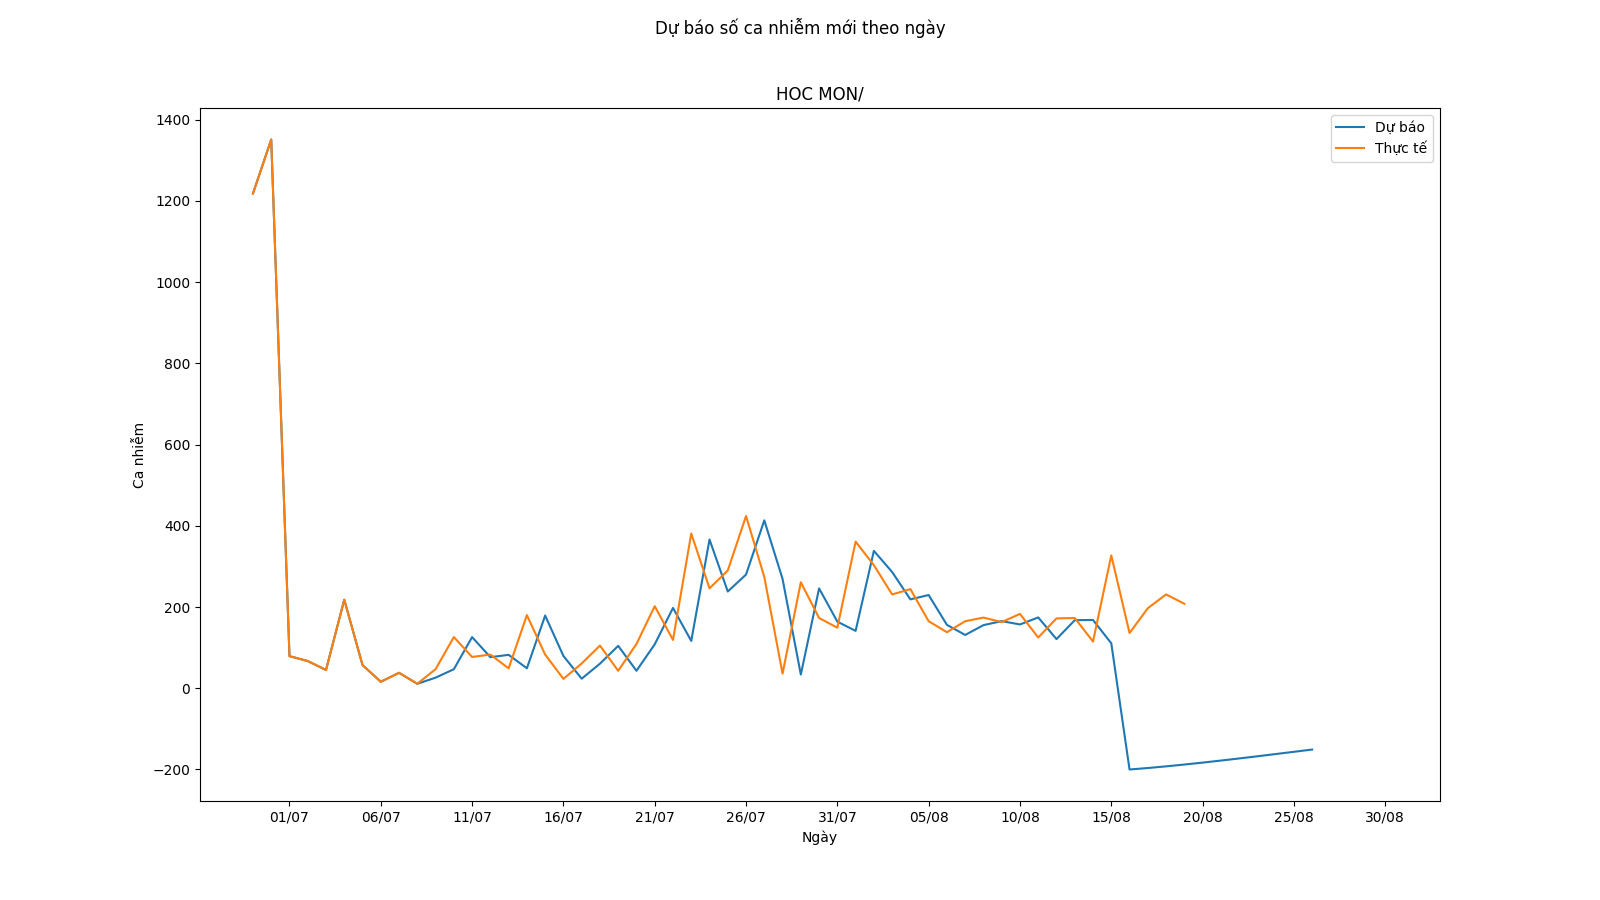 Dự báo số ca nhiễm mới theo ngày
HOC MON/
Dự báo
Thực tế
1400
1200
1000
800
600
400
200
0
−200
Ca nhiễm
01/07 06/07 11/07 16/07 21/07 26/07 31/07 05/08 10/08 15/08 20/08 25/08 30/08
Ngày